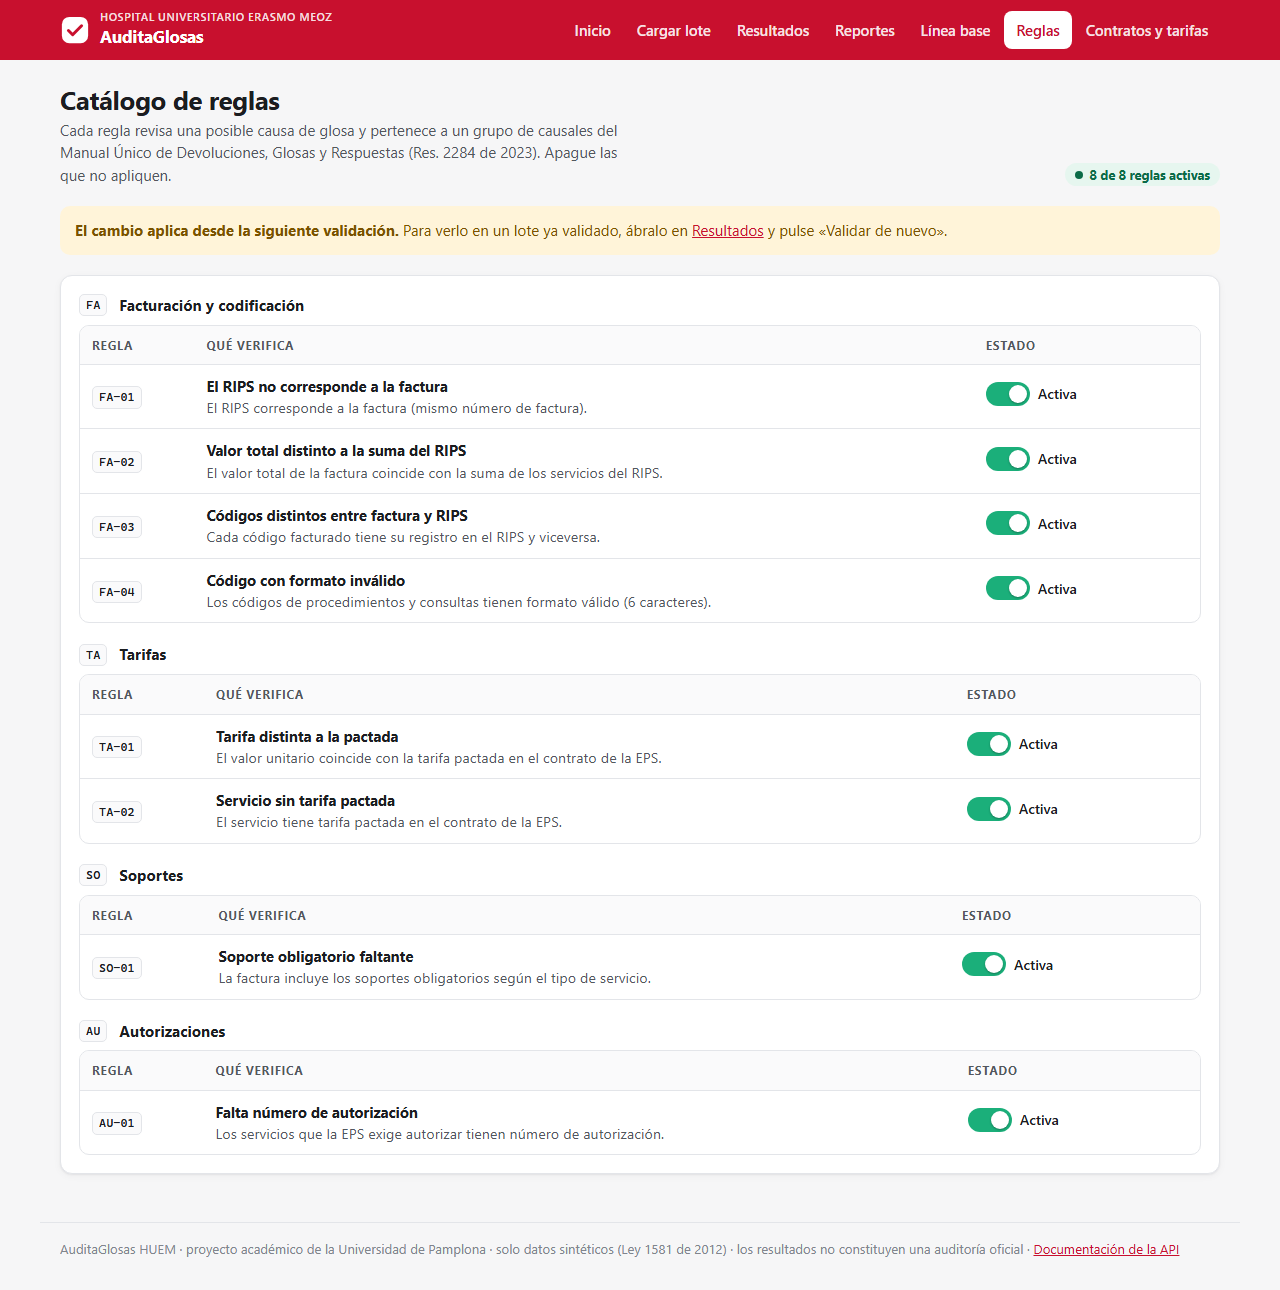 HOSPITAL UNIVERSITARIO ERASMO MEOZ
AuditaGlosas
Inicio Cargar lote Resultados Reportes Línea base Reglas Contratos y tarifas
Catálogo de reglas
Cada regla revisa una posible causa de glosa y pertenece a un grupo de causales del
Manual Único de Devoluciones, Glosas y Respuestas (Res. 2284 de 2023). Apague las
que no apliquen.
8 de 8 reglas activas
El cambio aplica desde la siguiente validación. Para verlo en un lote ya validado, ábralo en Resultados y pulse «Validar de nuevo».
FA Facturación y codificación
REGLA QUÉ VERIFICA ESTADO
El RIPS no corresponde a la factura
FA-01 El RIPS corresponde a la factura (mismo número de factura). Activa
Valor total distinto a la suma del RIPS
FA-02 El valor total de la factura coincide con la suma de los servicios del RIPS. Activa
Códigos distintos entre factura y RIPS
FA-03 Cada código facturado tiene su registro en el RIPS y viceversa. Activa
Código con formato inválido
FA-04 Los códigos de procedimientos y consultas tienen formato válido (6 caracteres). Activa
TA Tarifas
REGLA QUÉ VERIFICA ESTADO
Tarifa distinta a la pactada
TA-01 El valor unitario coincide con la tarifa pactada en el contrato de la EPS. Activa
Servicio sin tarifa pactada
TA-02 El servicio tiene tarifa pactada en el contrato de la EPS. Activa
SO Soportes
REGLA QUÉ VERIFICA ESTADO
Soporte obligatorio faltante
SO-01 La factura incluye los soportes obligatorios según el tipo de servicio. Activa
AU Autorizaciones
REGLA QUÉ VERIFICA ESTADO
Falta número de autorización
AU-01 Los servicios que la EPS exige autorizar tienen número de autorización. Activa
AuditaGlosas HUEM · proyecto académico de la Universidad de Pamplona · solo datos sintéticos (Ley 1581 de 2012) · los resultados no constituyen una auditoría oficial · Documentación de la API